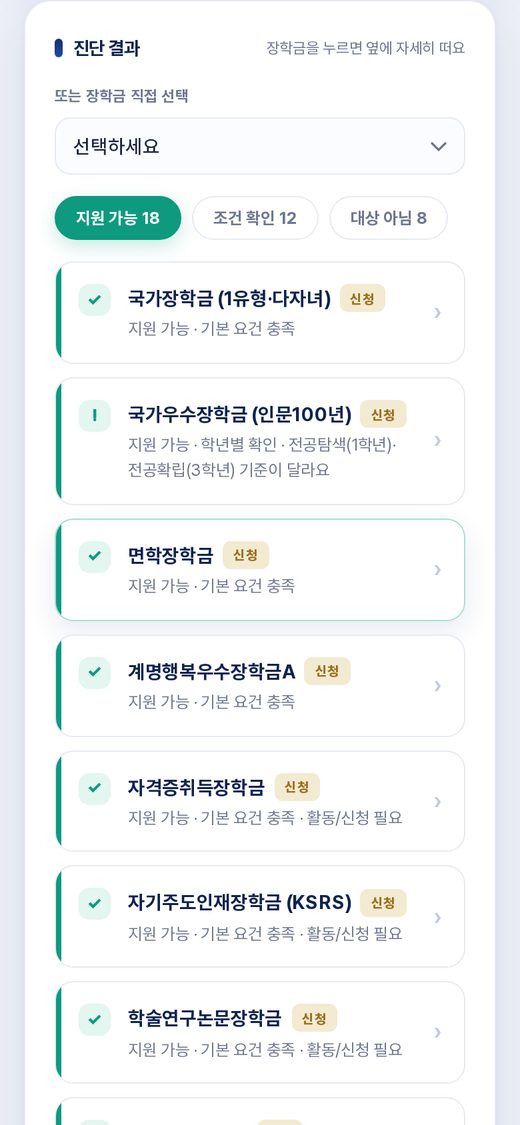 진단 결과
장학금을 누르면 옆에 자세히 떠요
또는 장학금 직접 선택
선택하세요
지원 가능 18
조건 확인 12
대상 아님 8
국가장학금 (1유형·다자녀) 신청
지원 가능 · 기본 요건 충족
국가우수장학금 (인문100년) 신청
지원 가능 · 학년별 확인 · 전공탐색(1학년)·
전공확립(3학년) 기준이 달라요
면학장학금 신청
지원 가능 · 기본 요건 충족
계명행복우수장학금A 신청
지원 가능 · 기본 요건 충족
자격증취득장학금 신청
지원 가능 · 기본 요건 충족 · 활동/신청 필요
자기주도인재장학금 (KSRS) 신청
지원 가능 · 기본 요건 충족 · 활동/신청 필요
학술연구논문장학금 신청
지원 가능 · 기본 요건 충족 · 활동/신청 필요